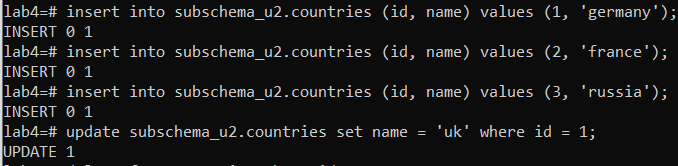 lab4=# insert into subschema_u2.countries (id, name) values (1, 'germany');
INSERT 0 1
lab4=# insert into subschema_u2.countries (id, name) values (2, 'france');
INSERT 0 1
lab4=# insert into subschema_u2.countries (id, name) values (3, 'russia');
INSERT 0 1
lab4=# update subschema_u2.countries set name = 'uk' where id = 1;
UPDATE 1